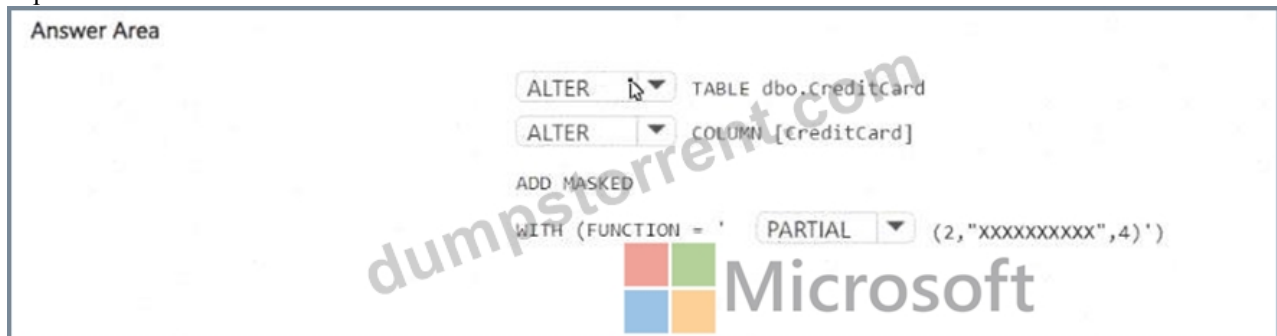 Answer Area
ALTER TABLE dbo.CreditCard
ALTER COLUMN [CreditCard]
ADD MASKED
WITH (FUNCTION = ' PARTIAL (2,"XXXXXXXXXX",4)')
dumpstorrent.com
Microsoft